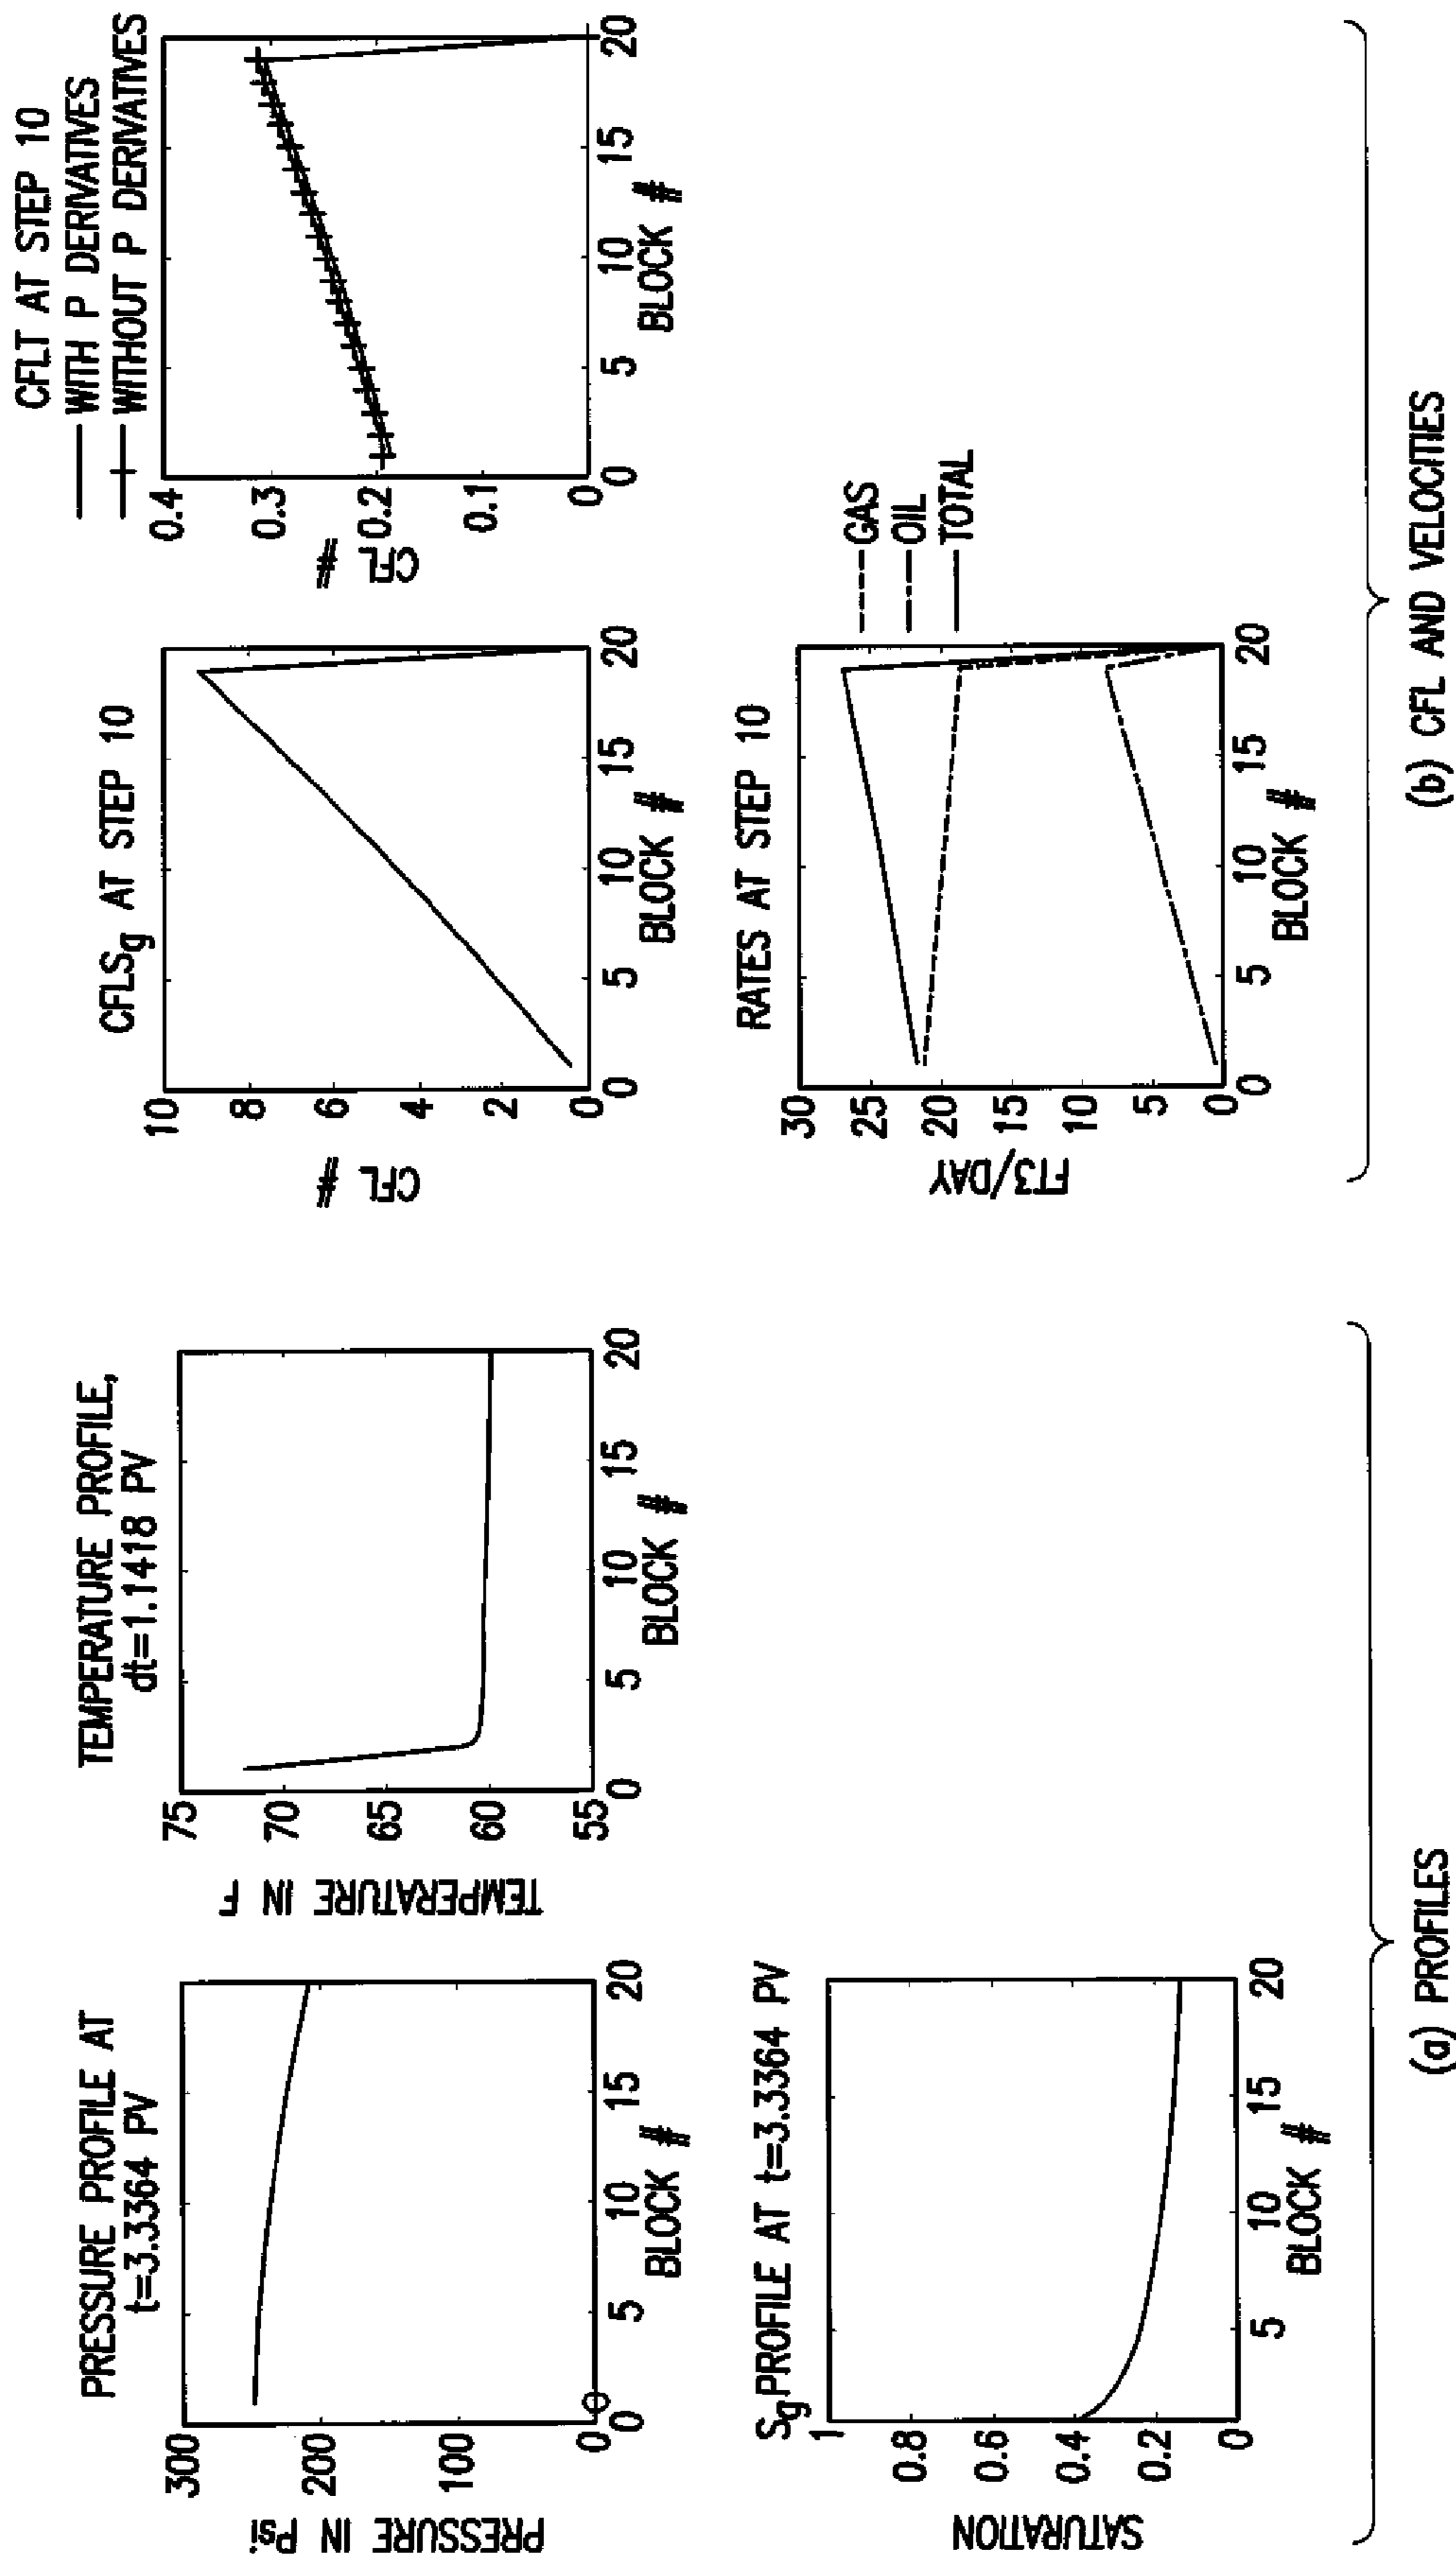 PRESSURE PROFILE AT
t=3.3364 PV
PRESSURE IN Psi
300
200
100
0
0
5
10
15
20
BLOCK #
TEMPERATURE PROFILE,
dt=1.1418 PV
TEMPERATURE IN F
75
70
65
60
55
0
5
10
15
20
BLOCK #
SgPROFILE AT t=3.3364 PV
SATURATION
1
0.8
0.6
0.4
0.2
0
5
10
15
20
BLOCK #
(a) PROFILES
CFLSg AT STEP 10
CFL #
10
8
6
4
2
0
0
5
10
15
20
BLOCK #
CFLT AT STEP 10
WITH P DERIVATIVES
WITHOUT P DERIVATIVES
CFL #
0.4
0.3
0.2
0.1
0
0
5
10
15
20
BLOCK #
RATES AT STEP 10
FT3/DAY
30
25
20
15
10
5
0
0
5
10
15
20
BLOCK #
GAS
OIL
TOTAL
(b) CFL AND VELOCITIES